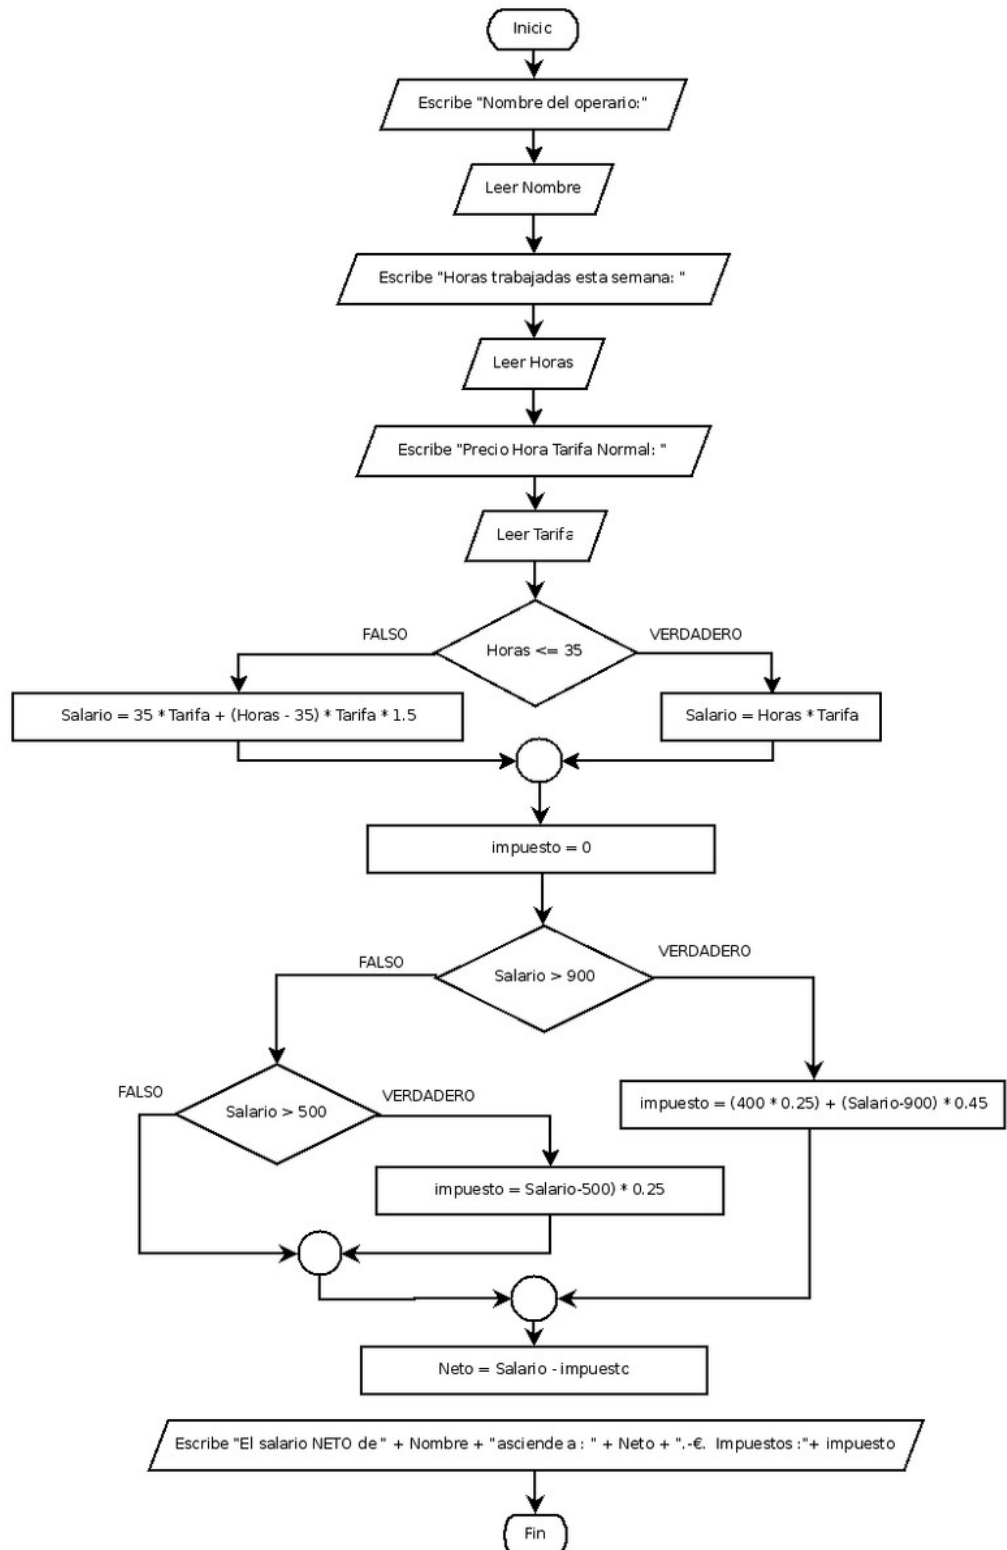 Inicic
Escribe "Nombre del operario:"
Leer Nombre
Escribe "Horas trabajadas esta semana: "
Leer Horas
Escribe "Precio Hora Tarifa Normal: "
Leer Tarifa
FALSO
VERDADERO
Horas <= 35
Salario = 35 * Tarifa + (Horas - 35) * Tarifa * 1.5
Salario = Horas * Tarifa
impuesto = 0
FALSO
VERDADERO
Salario > 900
FALSO
VERDADERO
Salario > 500
impuesto = (400 * 0.25) + (Salario-900) * 0.45
impuesto = Salario-500) * 0.25
Neto = Salario - impuestc
Escribe "El salario NETO de " + Nombre + "asciende a : " + Neto + ".-€.  Impuestos :"+ impuesto
Fin